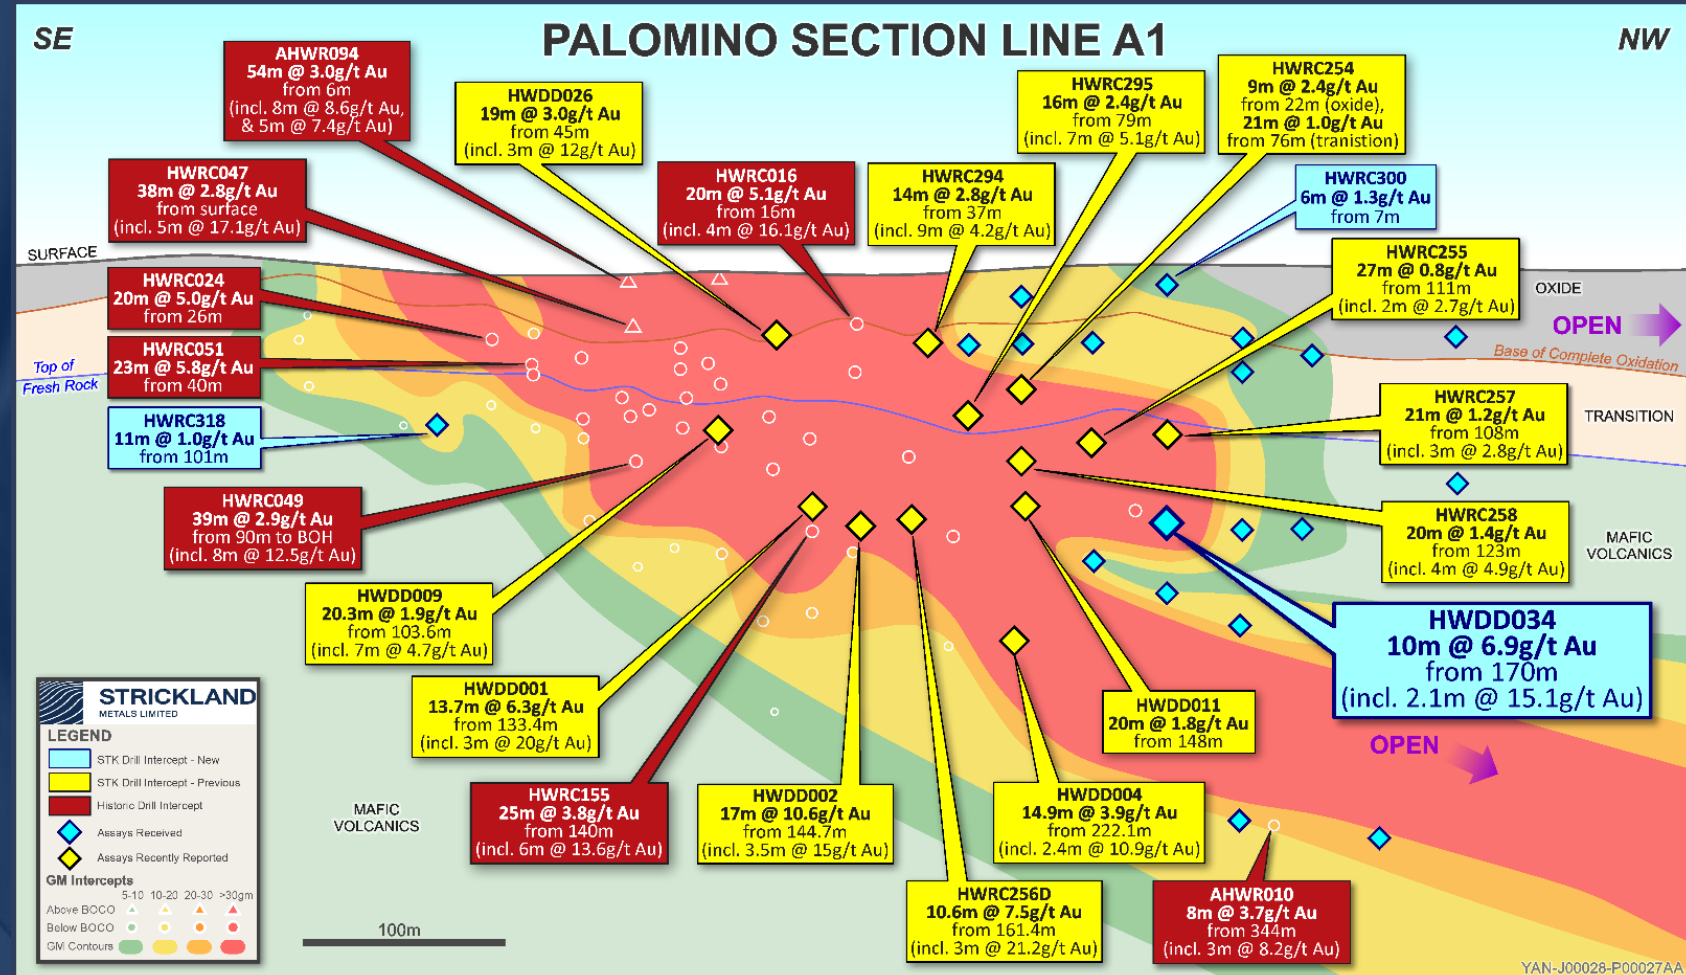 SE
PALOMINO SECTION LINE A1
NW
AHWR094
54m @ 3.0g/t Au
from 6m
(incl. 8m @ 8.6g/t Au,
& 5m @ 7.4g/t Au)
HWDD026
19m @ 3.0g/t Au
from 45m
(incl. 3m @ 12g/t Au)
HWRC295
16m @ 2.4g/t Au
from 79m
(incl. 7m @ 5.1g/t Au)
HWRC254
9m @ 2.4g/t Au
from 22m (oxide),
21m @ 1.0g/t Au
from 76m (transtion)
HWRC047
38m @ 2.8g/t Au
from surface
(incl. 5m @ 17.1g/t Au)
HWRC016
20m @ 5.1g/t Au
from 16m
(incl. 4m @ 16.1g/t Au)
HWRC294
14m @ 2.8g/t Au
from 37m
(incl. 9m @ 4.2g/t Au)
HWRC300
6m @ 1.3g/t Au
from 7m
SURFACE
HWRC255
27m @ 0.8g/t Au
from 111m
(incl. 2m @ 2.7g/t Au)
OXIDE
OPEN
HWRC024
20m @ 5.0g/t Au
from 26m
Base of Complete Oxidation
HWRC051
23m @ 5.8g/t Au
from 40m
Top of
Fresh Rock
HWRC257
21m @ 1.2g/t Au
from 108m
(incl. 3m @ 2.8g/t Au)
TRANSITION
HWRC318
11m @ 1.0g/t Au
from 101m
HWRC049
39m @ 2.9g/t Au
from 90m to BOH
(incl. 8m @ 12.5g/t Au)
HWRC258
20m @ 1.4g/t Au
from 123m
(incl. 4m @ 4.9g/t Au)
MAFIC
VOLCANICS
HWDD009
20.3m @ 1.9g/t Au
from 103.6m
(incl. 7m @ 4.7g/t Au)
HWDD034
10m @ 6.9g/t Au
from 170m
(incl. 2.1m @ 15.1g/t Au)
HWDD001
13.7m @ 6.3g/t Au
from 133.4m
(incl. 3m @ 20g/t Au)
HWDD011
20m @ 1.8g/t Au
from 148m
OPEN
HWRC155
25m @ 3.8g/t Au
from 140m
(incl. 6m @ 13.6g/t Au)
HWDD002
17m @ 10.6g/t Au
from 144.7m
(incl. 3.5m @ 15g/t Au)
HWDD004
14.9m @ 3.9g/t Au
from 222.1m
(incl. 2.4m @ 10.9g/t Au)
MAFIC
VOLCANICS
HWRC256D
10.6m @ 7.5g/t Au
from 161.4m
(incl. 3m @ 21.2g/t Au)
AHWR010
8m @ 3.7g/t Au
from 344m
(incl. 3m @ 8.2g/t Au)
STRICKLAND
METALS LIMITED
LEGEND
STK Drill Intercept - New
STK Drill Intercept - Previous
Historic Drill Intercept
Assays Received
Assays Recently Reported
GM Intercepts
5-10 10-20 20-30 >30gm
Above BOCO
Below BOCO
GM Contours
100m
YAN-J00028-P00027AA